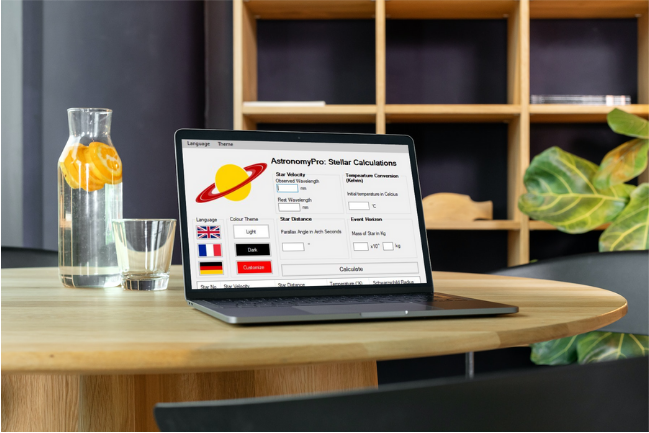 Language Theme
AstronomyPro: Stellar Calculations
Star Velocity
Observed Wavelength
nm
Rest Wavelength
nm
Temperature Conversion
(Kelvin)
Initial temperature in Celcius
°C
Language
Colour Theme
Light
Dark
Customize
Star Distance
Parallax Angle in Arch Seconds
"
Event Horizon
Mass of Star in Kg
x10^ kg
Calculate
Star No. Star Velocity Star Distance Temperature Schwarzschild Radius